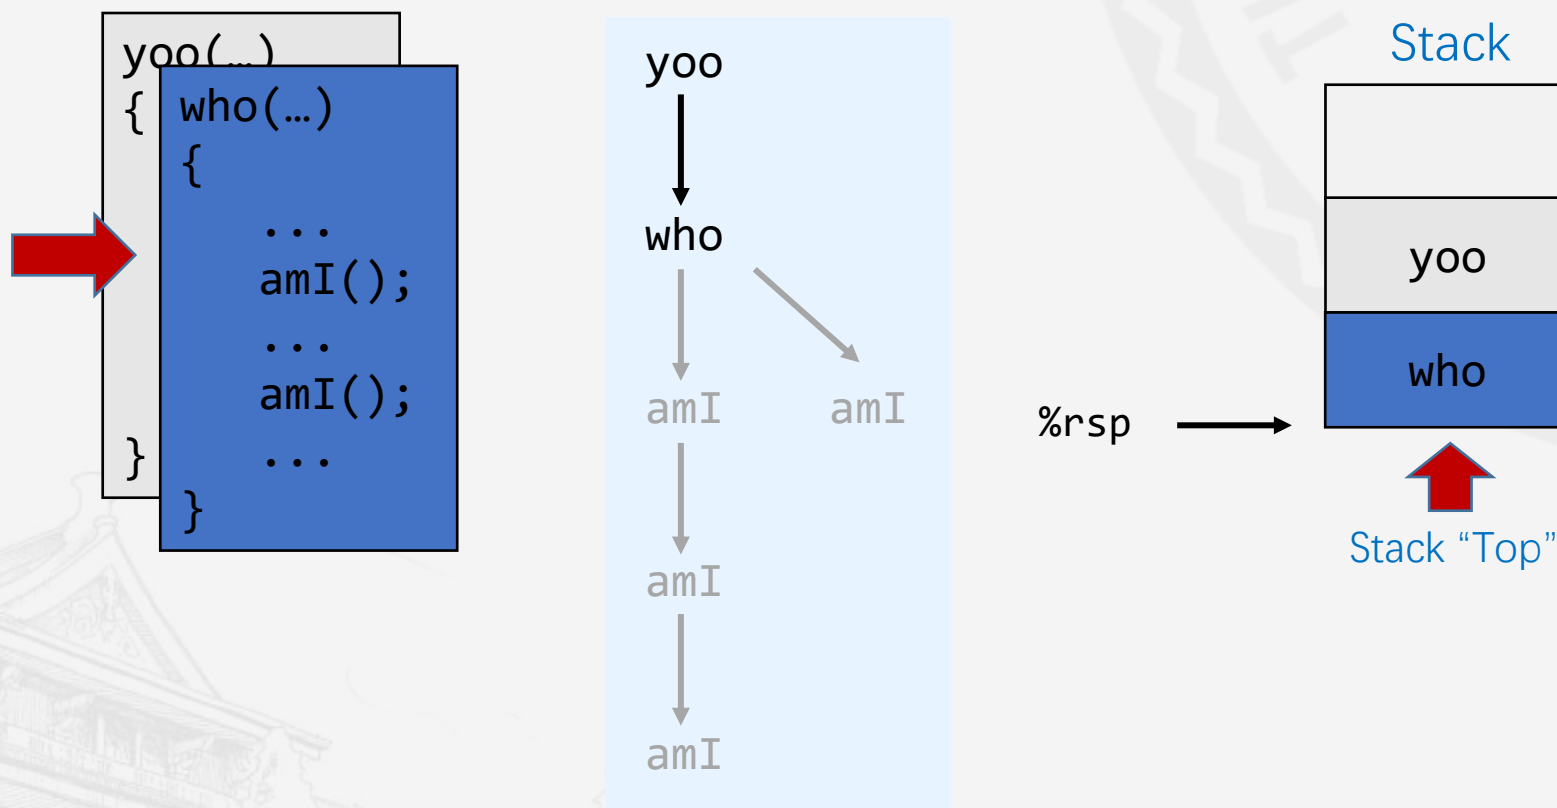 yoo(…)
{
}
who(…)
{
...
amI();
...
amI();
...
}
yoo
who
amI amI
amI
amI
%rsp
Stack
yoo
who
Stack “Top”